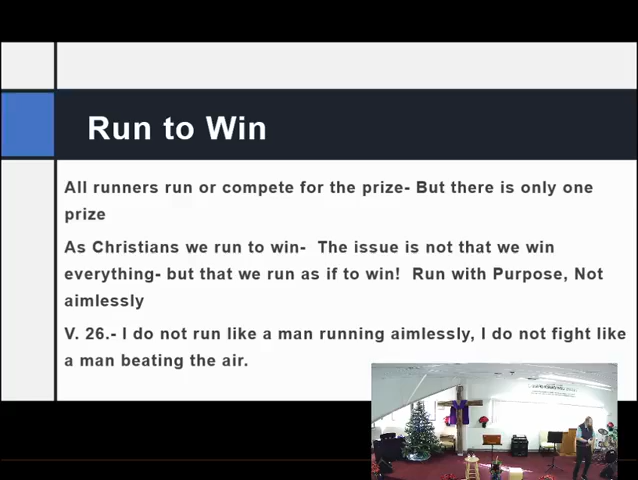 Run to Win
All runners run or compete for the prize- But there is only one
prize
As Christians we run to win- The issue is not that we win
everything- but that we run as if to win! Run with Purpose, Not
aimlessly
V. 26.- I do not run like a man running aimlessly, I do not fight like
a man beating the air.